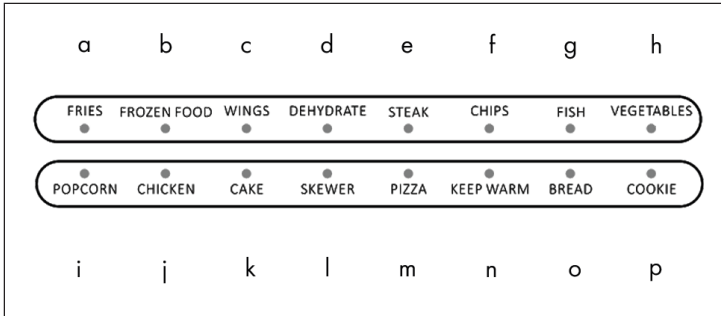 a b c d e f g h
FRIES FROZEN FOOD WINGS DEHYDRATE STEAK CHIPS FISH VEGETABLES
POPCORN CHICKEN CAKE SKEWER PIZZA KEEP WARM BREAD COOKIE
i j k l m n o p